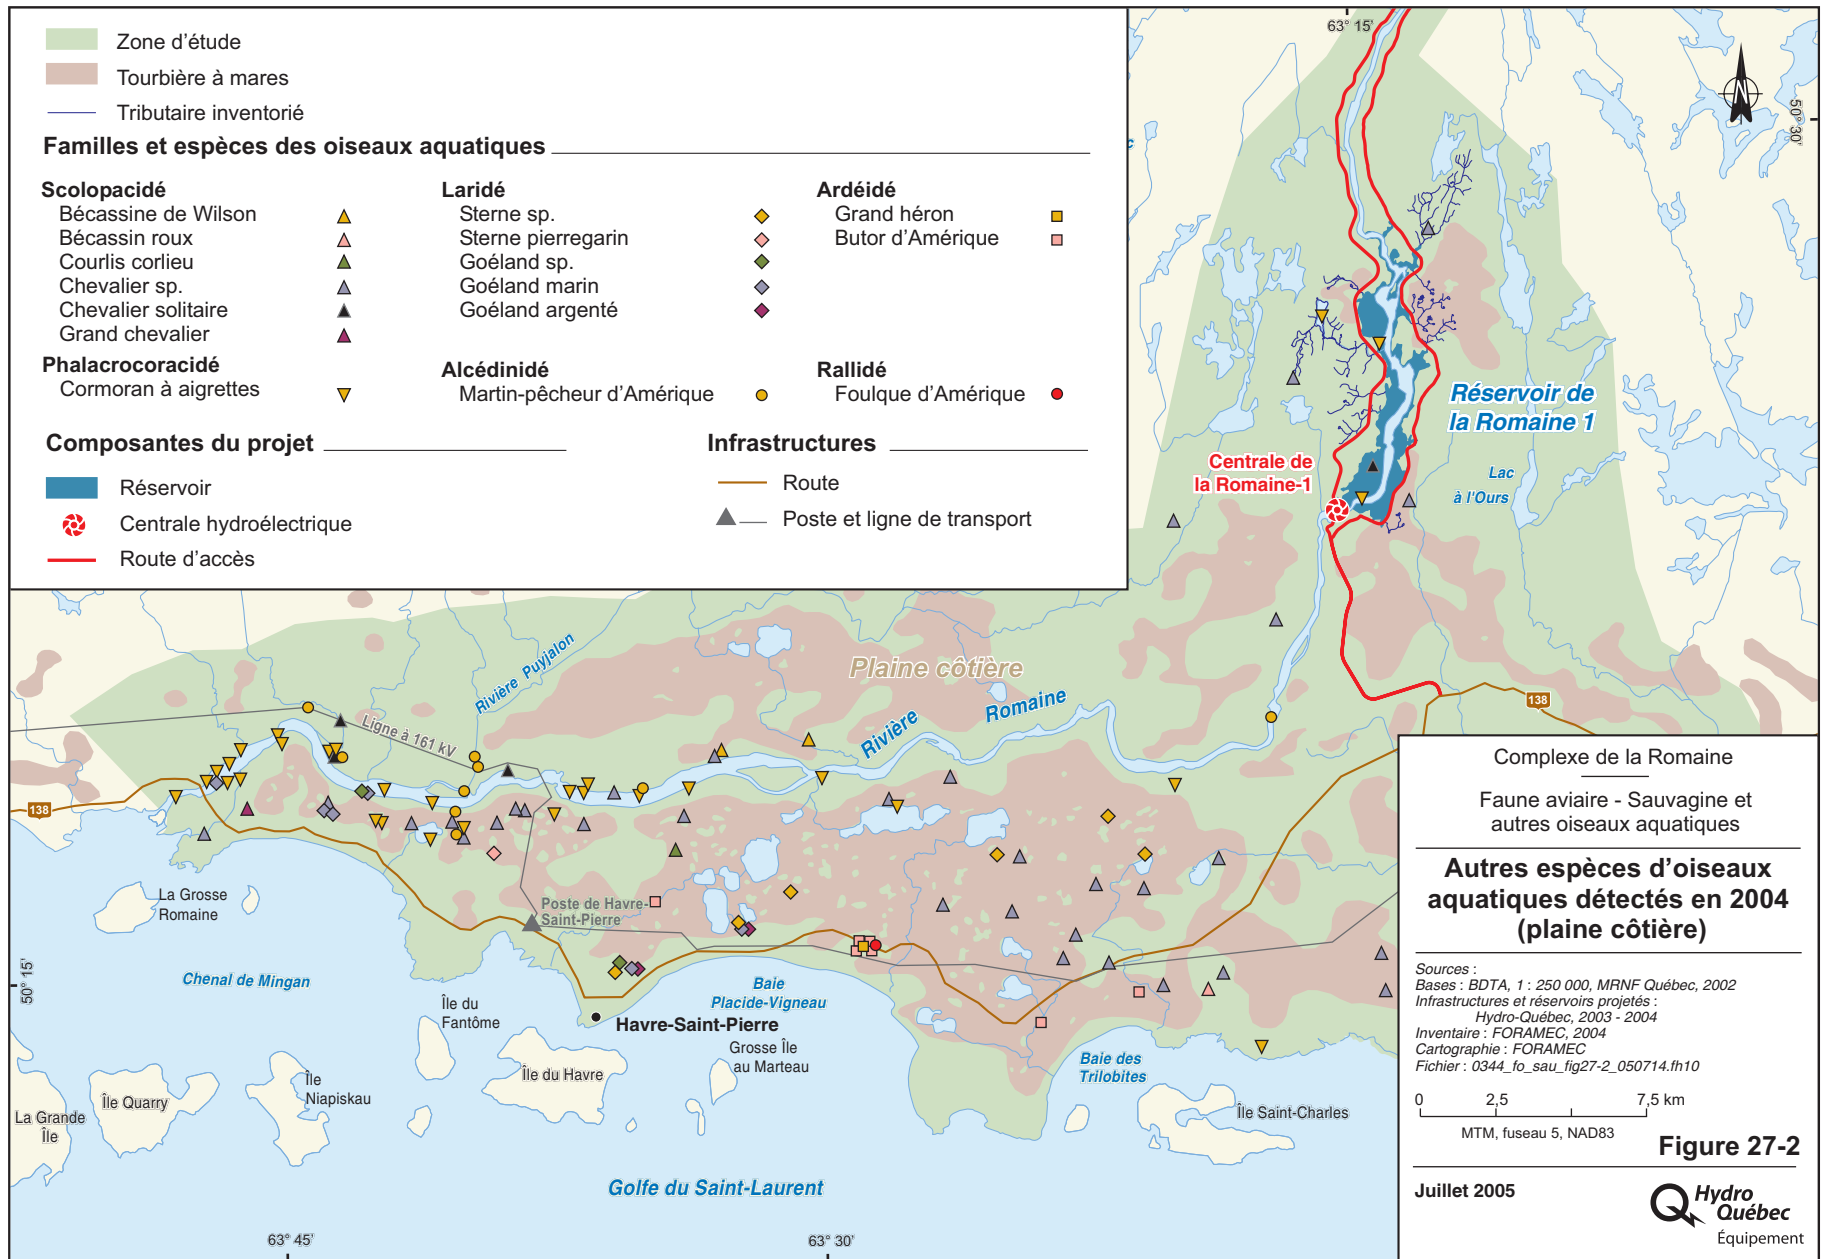 Zone d'étude
Tourbière à mares
Tributaire inventorié
Familles et espèces des oiseaux aquatiques
Scolopacidé
Bécassine de Wilson
Bécassin roux
Courlis corlieu
Chevalier sp.
Chevalier solitaire
Grand chevalier
Phalacrocoracidé
Cormoran à aigrettes
Laridé
Sterne sp.
Sterne pierregarin
Goéland sp.
Goéland marin
Goéland argenté
Alcédinidé
Martin-pêcheur d'Amérique
Ardéidé
Grand héron
Butor d'Amérique
Rallidé
Foulque d'Amérique
Composantes du projet
Réservoir
Centrale hydroélectrique
Route d'accès
Infrastructures
Route
Poste et ligne de transport
63° 15'
N
50° 30'
c
Réservoir de
la Romaine 1
Centrale de
la Romaine-1
Lac
à l'Ours
Plaine côtière
Rivière Puyjalon
Rivière Romaine
Ligne à 161 kV
138
138
La Grosse
Romaine
Poste de Havre-
Saint-Pierre
50° 15'
Chenal de Mingan
Île du
Fantôme
Baie
Placide-Vigneau
Havre-Saint-Pierre
Grosse Île
au Marteau
Île du Havre
Île
Niapiskau
Île Quarry
La Grande
Île
Baie des
Trilobites
Île Saint-Charles
Golfe du Saint-Laurent
63° 45'
63° 30'
Complexe de la Romaine
Faune aviaire - Sauvagine et
autres oiseaux aquatiques
Autres espèces d'oiseaux
aquatiques détectés en 2004
(plaine côtière)
Sources :
Bases : BDTA, 1 : 250 000, MRNF Québec, 2002
Infrastructures et réservoirs projetés :
Hydro-Québec, 2003 - 2004
Inventaire : FORAMEC, 2004
Cartographie : FORAMEC
Fichier : 0344_fo_sau_fig27-2_050714.fh10
0 2,5 7,5 km
MTM, fuseau 5, NAD83
Figure 27-2
Juillet 2005
Hydro
Québec
Équipement